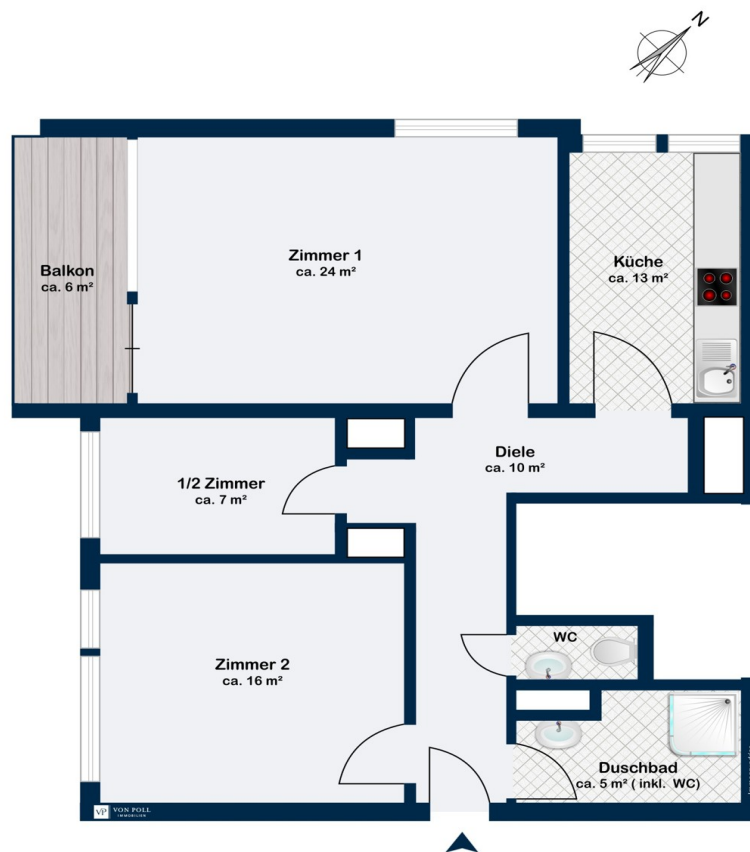 N
Balkon
ca. 6 m²
Zimmer 1
ca. 24 m²
Küche
ca. 13 m²
1/2 Zimmer
ca. 7 m²
Diele
ca. 10 m²
WC
Zimmer 2
ca. 16 m²
Duschbad
ca. 5 m² ( inkl. WC)
VP VON POLL
IMMOBILIEN